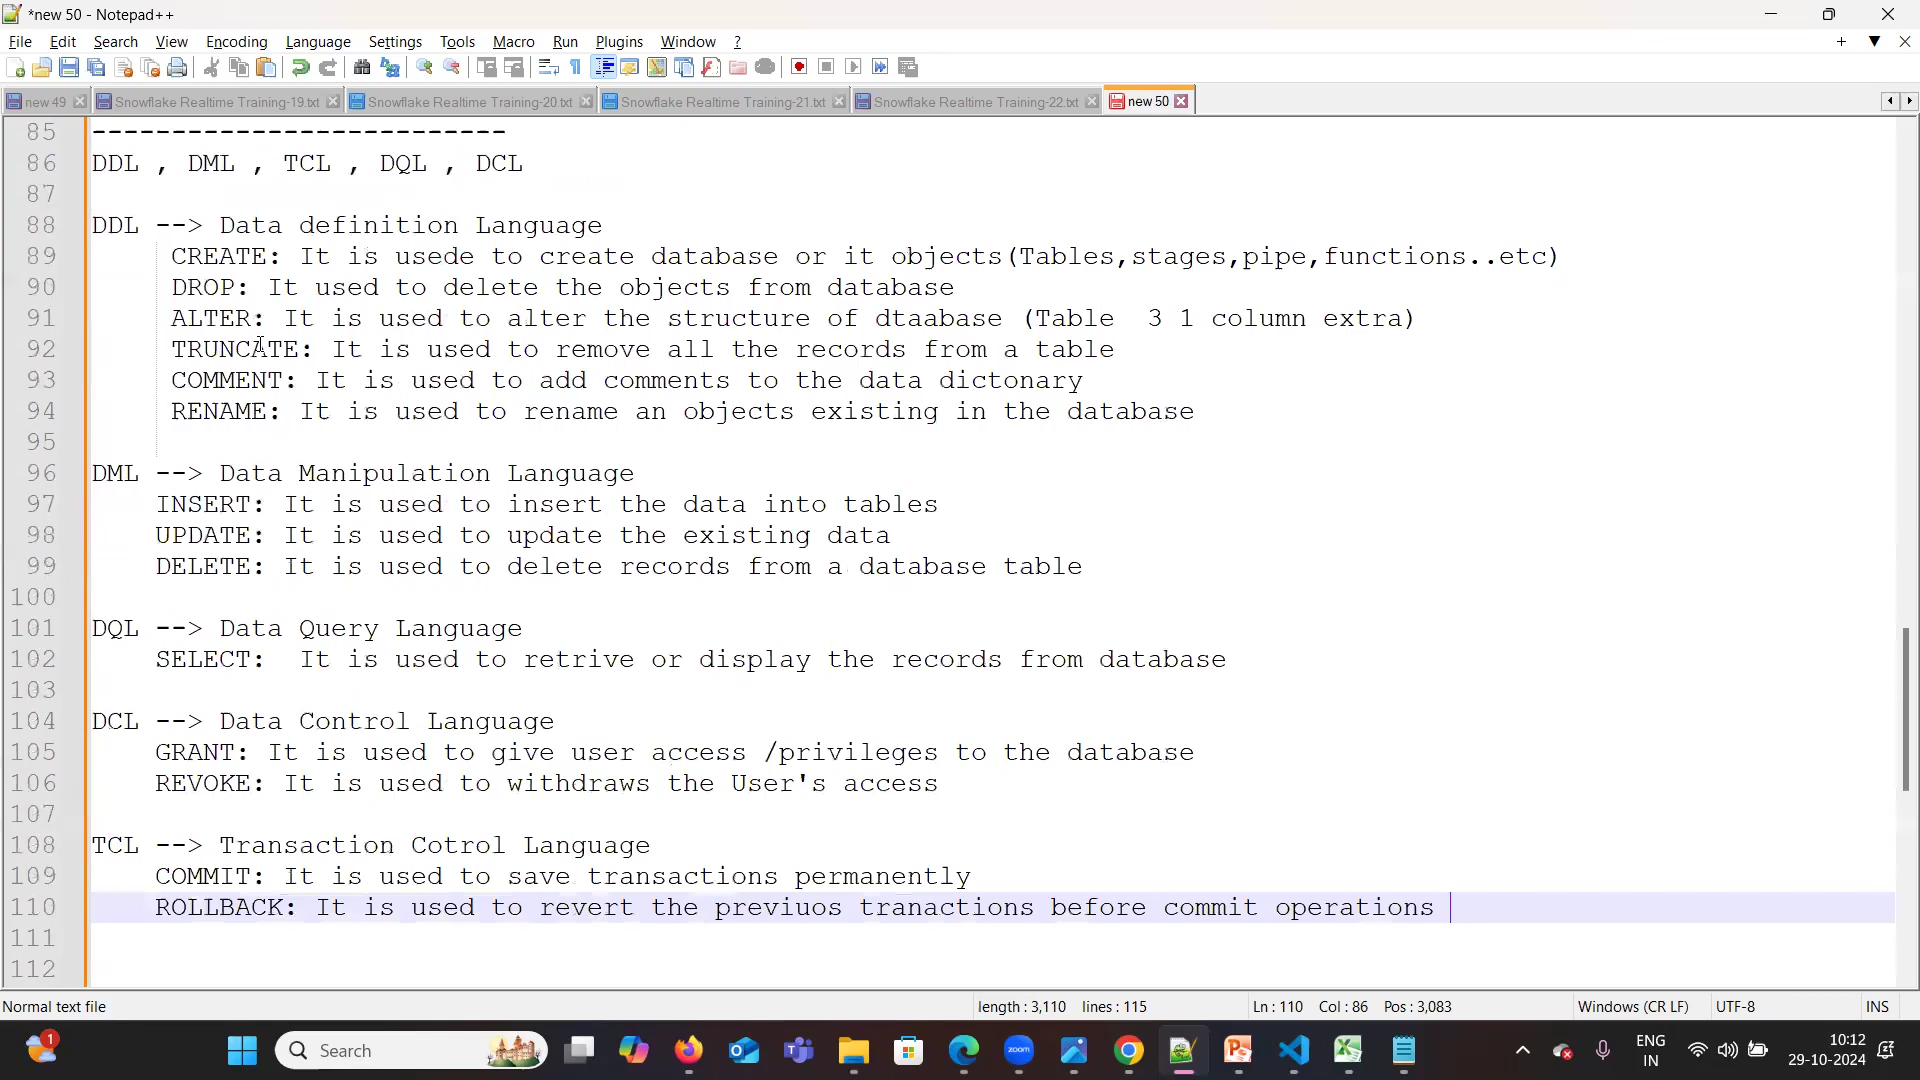 *new 50 - Notepad++
File Edit Search View Encoding Language Settings Tools Macro Run Plugins Window ?
new 49 Snowflake Realtime Training-19.txt Snowflake Realtime Training-20.txt Snowflake Realtime Training-21.txt Snowflake Realtime Training-22.txt new 50
85 --------------------------
86 DDL , DML , TCL , DQL , DCL
87
88 DDL --> Data definition Language
89 CREATE: It is usede to create database or it objects(Tables,stages,pipe,functions..etc)
90 DROP: It used to delete the objects from database
91 ALTER: It is used to alter the structure of dtaabase (Table  3 1 column extra)
92 TRUNCATE: It is used to remove all the records from a table
93 COMMENT: It is used to add comments to the data dictonary
94 RENAME: It is used to rename an objects existing in the database
95
96 DML --> Data Manipulation Language
97 INSERT: It is used to insert the data into tables
98 UPDATE: It is used to update the existing data
99 DELETE: It is used to delete records from a database table
100
101 DQL --> Data Query Language
102 SELECT:  It is used to retrive or display the records from database
103
104 DCL --> Data Control Language
105 GRANT: It is used to give user access /privileges to the database
106 REVOKE: It is used to withdraws the User's access
107
108 TCL --> Transaction Cotrol Language
109 COMMIT: It is used to save transactions permanently
110 ROLLBACK: It is used to revert the previuos tranactions before commit operations
111
112
Normal text file length : 3,110 lines : 115 Ln : 110 Col : 86 Pos : 3,083 Windows (CR LF) UTF-8 INS
1 Search zoom ENG IN 10:12 29-10-2024